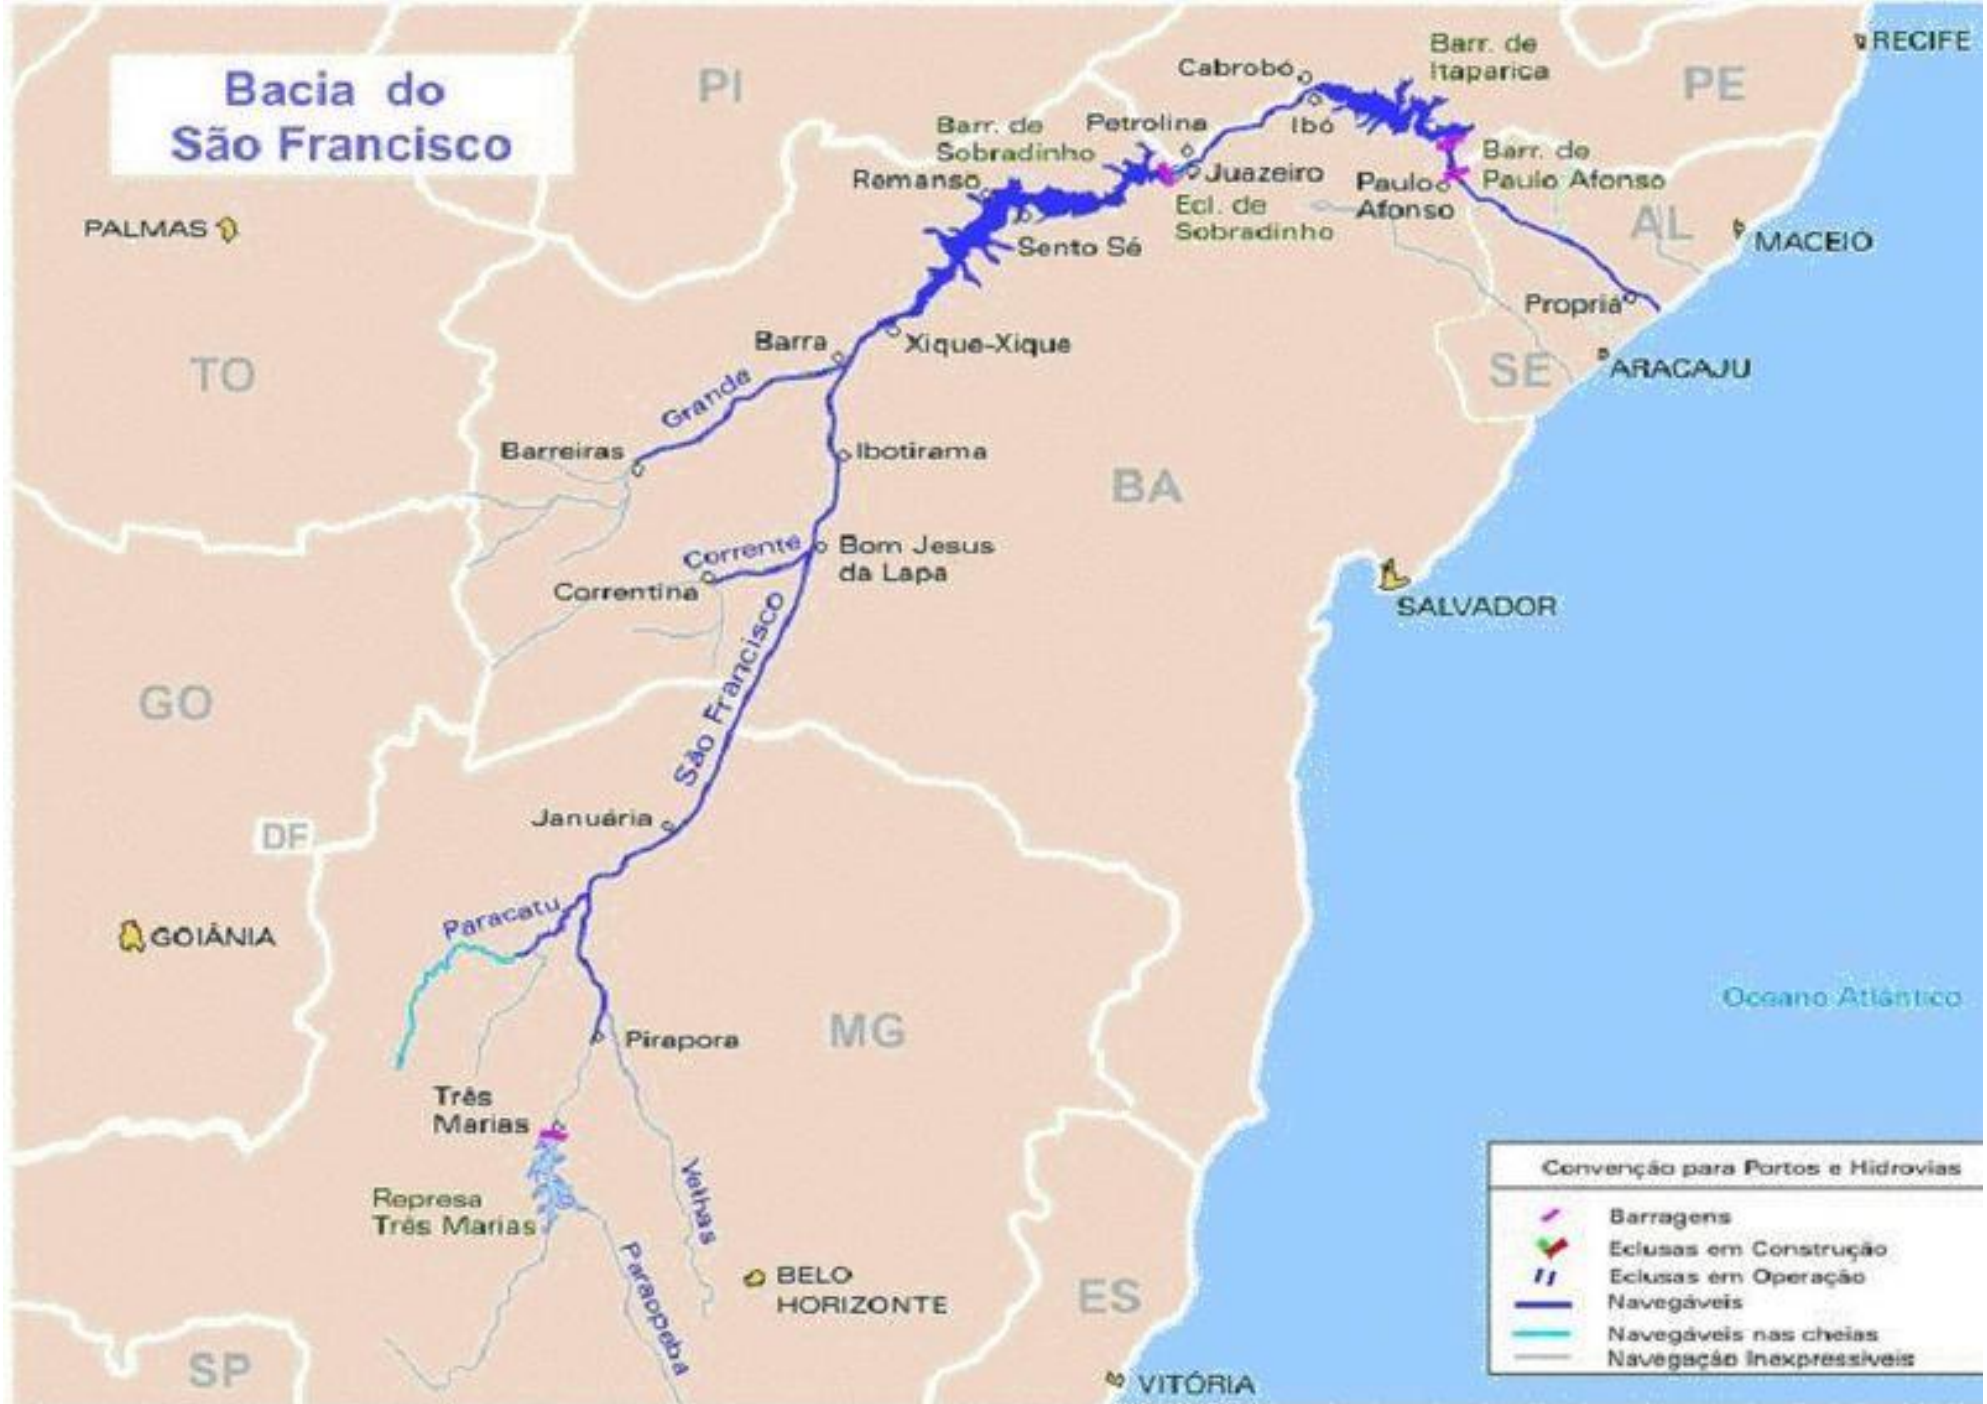 Bacia do
São Francisco
PI
PE
RECIFE
Barr. de
Itaparica
Cabrobó
Ibó
Barr. de
Sobradinho
Petrolina
Remanso
Juazeiro
Paulo
Afonso
Barr. de
Paulo Afonso
Ecl. de
Sobradinho
AL
MACEIO
PALMAS
Sento Sé
Propriá
Barra
Xique-Xique
SE
ARACAJU
TO
Grande
Barreiras
Ibotirama
BA
Corrente
Bom Jesus
da Lapa
Correntina
SALVADOR
São Francisco
GO
Januária
DF
Paracatu
GOIÂNIA
Oceano Atlântico
MG
Pirapora
Três
Marias
Velhas
Represa
Três Marias
Paraopeba
BELO
HORIZONTE
ES
SP
VITÓRIA
Convenção para Portos e Hidrovias
Barragens
Eclusas em Construção
Eclusas em Operação
Navegáveis
Navegáveis nas cheias
Navegação Inexpressíveis